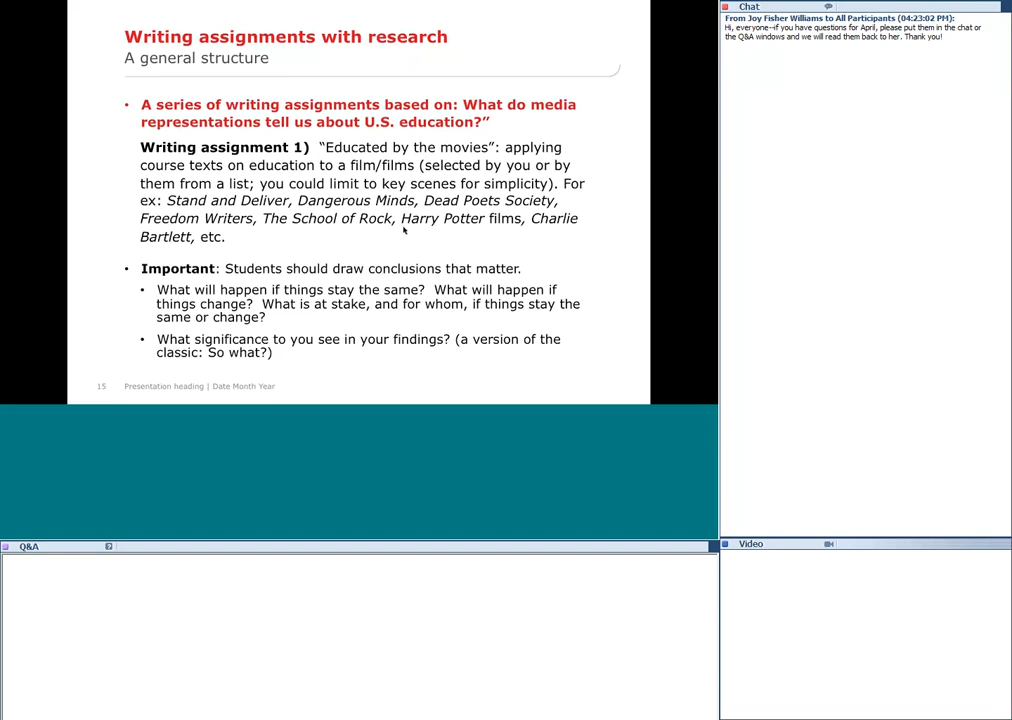 Writing assignments with research
A general structure
• A series of writing assignments based on: What do media
representations tell us about U.S. education?”
Writing assignment 1) “Educated by the movies”: applying
course texts on education to a film/films (selected by you or by
them from a list; you could limit to key scenes for simplicity). For
ex: Stand and Deliver, Dangerous Minds, Dead Poets Society,
Freedom Writers, The School of Rock, Harry Potter films, Charlie
Bartlett, etc.
• Important: Students should draw conclusions that matter.
• What will happen if things stay the same? What will happen if
things change? What is at stake, and for whom, if things stay the
same or change?
• What significance to you see in your findings? (a version of the
classic: So what?)
15 Presentation heading | Date Month Year
Chat
From Joy Fisher Williams to All Participants (04:23:02 PM):
Hi, everyone--if you have questions for April, please put them in the chat or
the Q&A windows and we will read them back to her. Thank you!
Q&A
Video